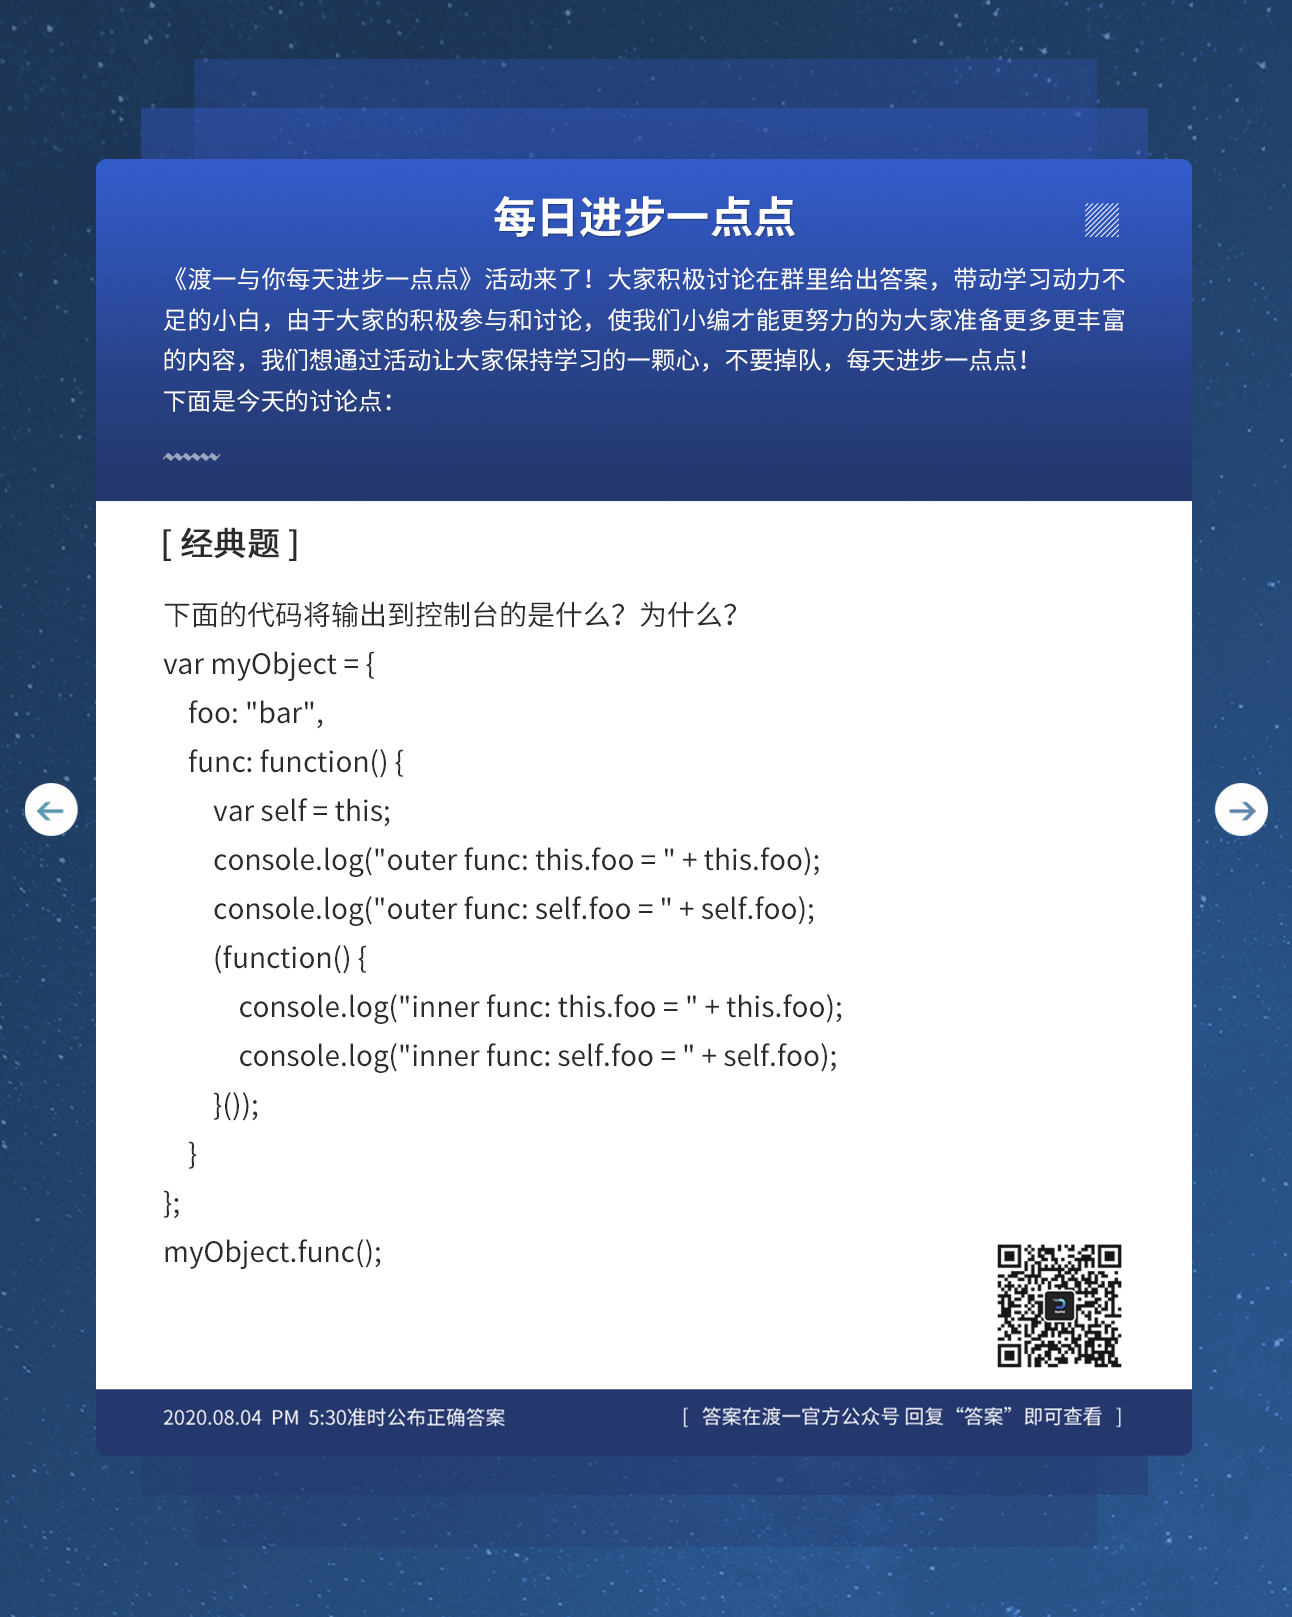 每日进步一点点
《渡一与你每天进步一点点》活动来了！大家积极讨论在群里给出答案，带动学习动力不
足的小白，由于大家的积极参与和讨论，使我们小编才能更努力的为大家准备更多更丰富
的内容，我们想通过活动让大家保持学习的一颗心，不要掉队，每天进步一点点！
下面是今天的讨论点：
[ 经典题 ]
下面的代码将输出到控制台的是什么？为什么？
var myObject = {
    foo: "bar",
    func: function() {
        var self = this;
        console.log("outer func: this.foo = " + this.foo);
        console.log("outer func: self.foo = " + self.foo);
        (function() {
            console.log("inner func: this.foo = " + this.foo);
            console.log("inner func: self.foo = " + self.foo);
        }());
    }
};
myObject.func();
2020.08.04 PM 5:30准时公布正确答案
[ 答案在渡一官方公众号 回复“答案”即可查看 ]